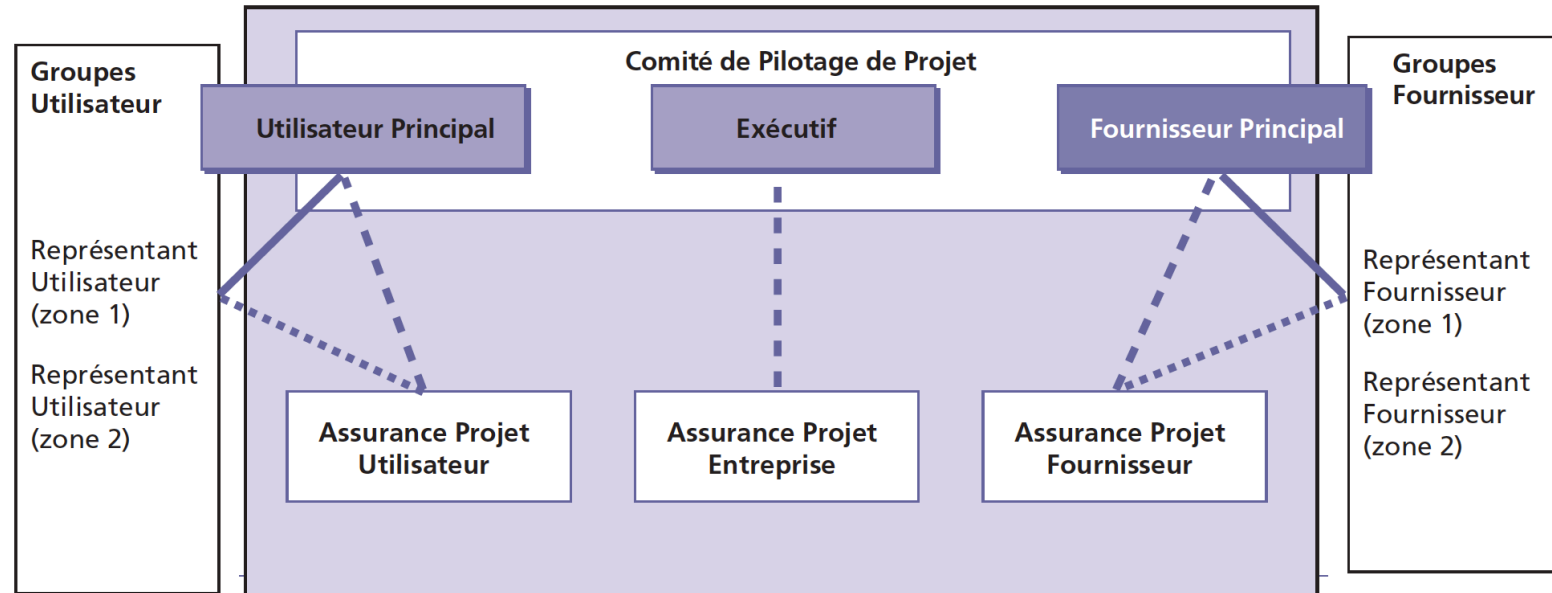 Groupes
Utilisateur
Représentant
Utilisateur
(zone 1)
Représentant
Utilisateur
(zone 2)
Comité de Pilotage de Projet
Utilisateur Principal
Exécutif
Fournisseur Principal
Assurance Projet
Utilisateur
Assurance Projet
Entreprise
Assurance Projet
Fournisseur
Groupes
Fournisseur
Représentant
Fournisseur
(zone 1)
Représentant
Fournisseur
(zone 2)